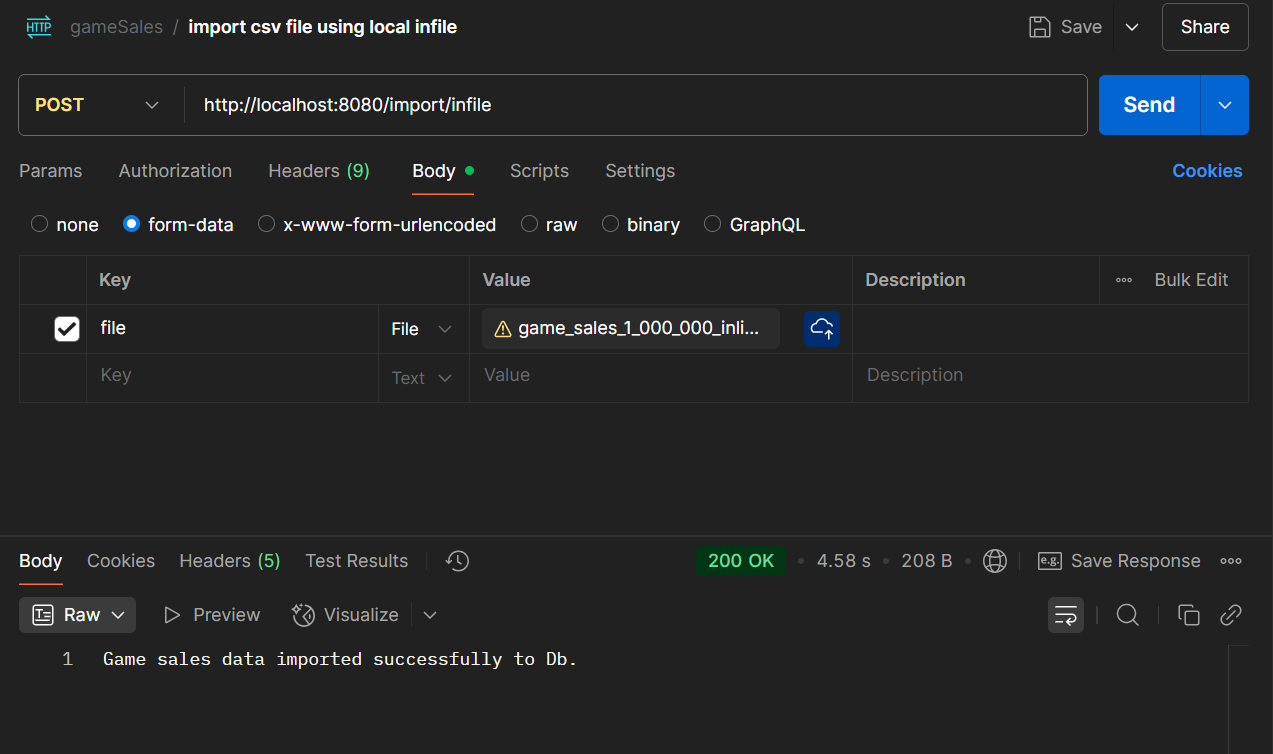 HTTP gameSales / import csv file using local infile Save Share
POST http://localhost:8080/import/infile Send
Params Authorization Headers (9) Body Scripts Settings Cookies
none form-data x-www-form-urlencoded raw binary GraphQL
Key Value Description Bulk Edit
file File game_sales_1_000_000_inli...
Key Text Value Description
Body Cookies Headers (5) Test Results 200 OK 4.58 s 208 B e.g. Save Response
Raw Preview Visualize
1 Game sales data imported successfully to Db.